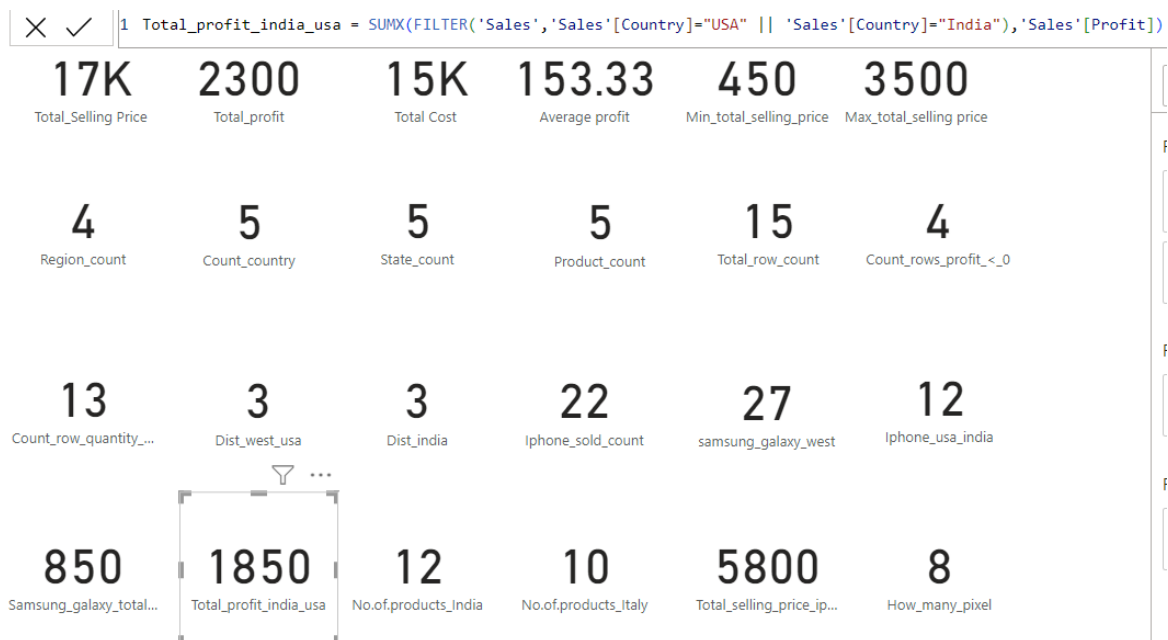 1 Total_profit_india_usa = SUMX(FILTER('Sales','Sales'[Country]="USA" || 'Sales'[Country]="India"),'Sales'[Profit])
17K 2300 15K 153.33 450 3500
Total_Selling Price Total_profit Total Cost Average profit Min_total_selling_price Max_total_selling price
4 5 5 5 15 4
Region_count Count_country State_count Product_count Total_row_count Count_rows_profit_<_0
13 3 3 22 27 12
Count_row_quantity_... Dist_west_usa Dist_india Iphone_sold_count samsung_galaxy_west Iphone_usa_india
850 1850 12 10 5800 8
Samsung_galaxy_total... Total_profit_india_usa No.of.products_India No.of.products_Italy Total_selling_price_ip... How_many_pixel